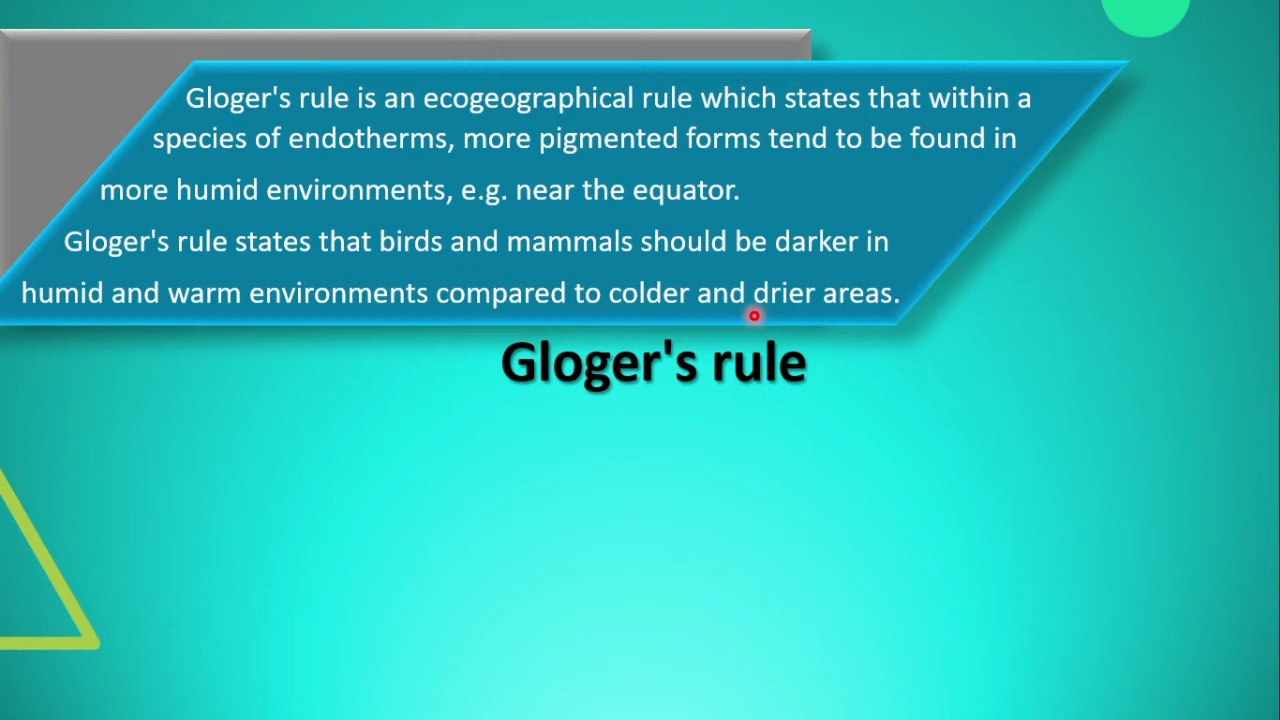 Gloger's rule is an ecogeographical rule which states that within a
species of endotherms, more pigmented forms tend to be found in
more humid environments, e.g. near the equator.
Gloger's rule states that birds and mammals should be darker in
humid and warm environments compared to colder and drier areas.
Gloger's rule